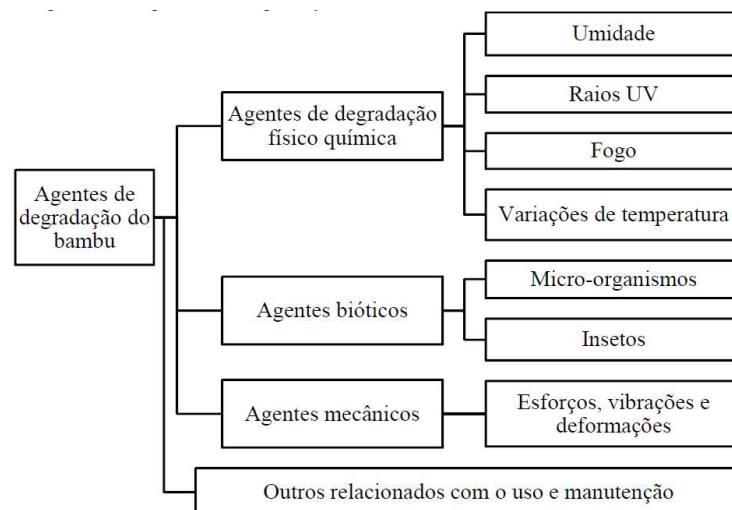 Agentes de
degradação do
bambu
Agentes de degradação
físico química
Umidade
Raios UV
Fogo
Variações de temperatura
Agentes bióticos
Micro-organismos
Insetos
Agentes mecânicos
Esforços, vibrações e
deformações
Outros relacionados com o uso e manutenção